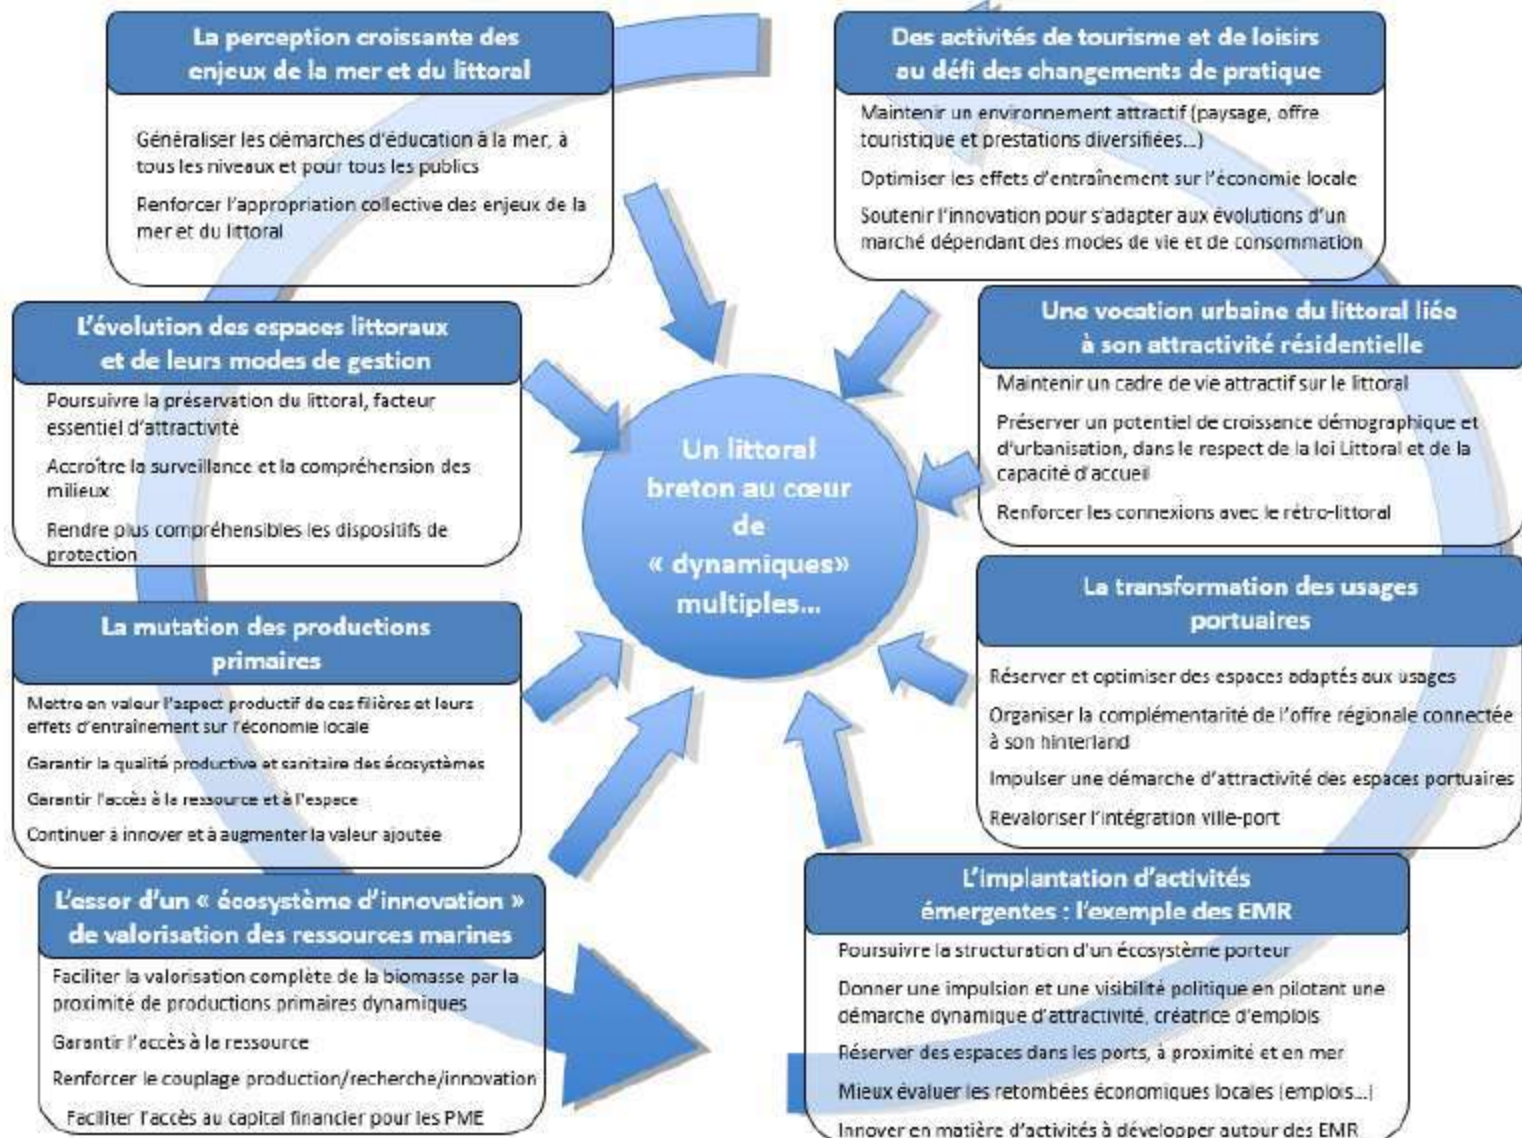 La perception croissante des
enjeux de la mer et du littoral
Généraliser les démarches d'éducation à la mer, à
tous les niveaux et pour tous les publics
Renforcer l'appropriation collective des enjeux de la
mer et du littoral
Des activités de tourisme et de loisirs
au défi des changements de pratique
Maintenir un environnement attractif (paysage, offre
touristique et prestations diversifiées...)
Optimiser les effets d'entraînement sur l'économie locale
Soutenir l'innovation pour s'adapter aux évolutions d'un
marché dépendant des modes de vie et de consommation
L'évolution des espaces littoraux
et de leurs modes de gestion
Poursuivre la préservation du littoral, facteur
essentiel d'attractivité
Accroître la surveillance et la compréhension des
milieux
Rendre plus compréhensibles les dispositifs de
protection
Une vocation urbaine du littoral liée
à son attractivité résidentielle
Maintenir un cadre de vie attractif sur le littoral
Préserver un potentiel de croissance démographique et
d'urbanisation, dans le respect de la loi Littoral et de la
capacité d'accueil
Renforcer les connexions avec le rétro-littoral
Un littoral
breton au cœur
de
« dynamiques»
multiples...
La mutation des productions
primaires
Mettre en valeur l'aspect productif de ces filières et leurs
effets d'entraînement sur l'économie locale
Garantir la qualité productive et sanitaire des écosystèmes
Garantir l'accès à la ressource et à l'espace
Continuer à innover et à augmenter la valeur ajoutée
La transformation des usages
portuaires
Réserver et optimiser des espaces adaptés aux usages
Organiser la complémentarité de l'offre régionale connectée
à son hinterland
Impulser une démarche d'attractivité des espaces portuaires
Revaloriser l'intégration ville-port
L'essor d'un « écosystème d'innovation »
de valorisation des ressources marines
Faciliter la valorisation complète de la biomasse par la
proximité de productions primaires dynamiques
Garantir l'accès à la ressource
Renforcer le couplage production/recherche/innovation
Faciliter l'accès au capital financier pour les PME
L'implantation d'activités
émergentes : l'exemple des EMR
Poursuivre la structuration d'un écosystème porteur
Donner une impulsion et une visibilité politique en pilotant une
démarche dynamique d'attractivité, créatrice d'emplois
Réserver des espaces dans les ports, à proximité et en mer
Mieux évaluer les retombées économiques locales (emplois...)
Innover en matière d'activités à développer autour des EMR